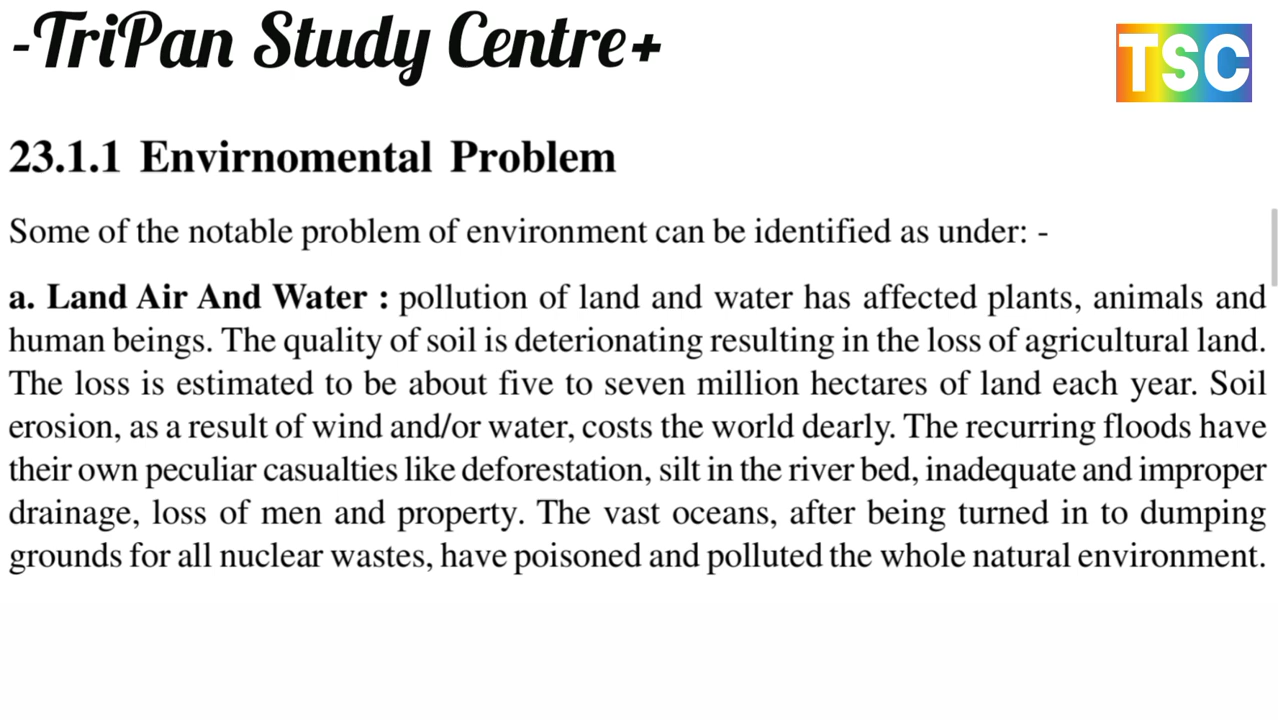 -TriPan Study Centre+
TSC
23.1.1 Envirnomental Problem
Some of the notable problem of environment can be identified as under: -
a. Land Air And Water : pollution of land and water has affected plants, animals and
human beings. The quality of soil is deterionating resulting in the loss of agricultural land.
The loss is estimated to be about five to seven million hectares of land each year. Soil
erosion, as a result of wind and/or water, costs the world dearly. The recurring floods have
their own peculiar casualties like deforestation, silt in the river bed, inadequate and improper
drainage, loss of men and property. The vast oceans, after being turned in to dumping
grounds for all nuclear wastes, have poisoned and polluted the whole natural environment.